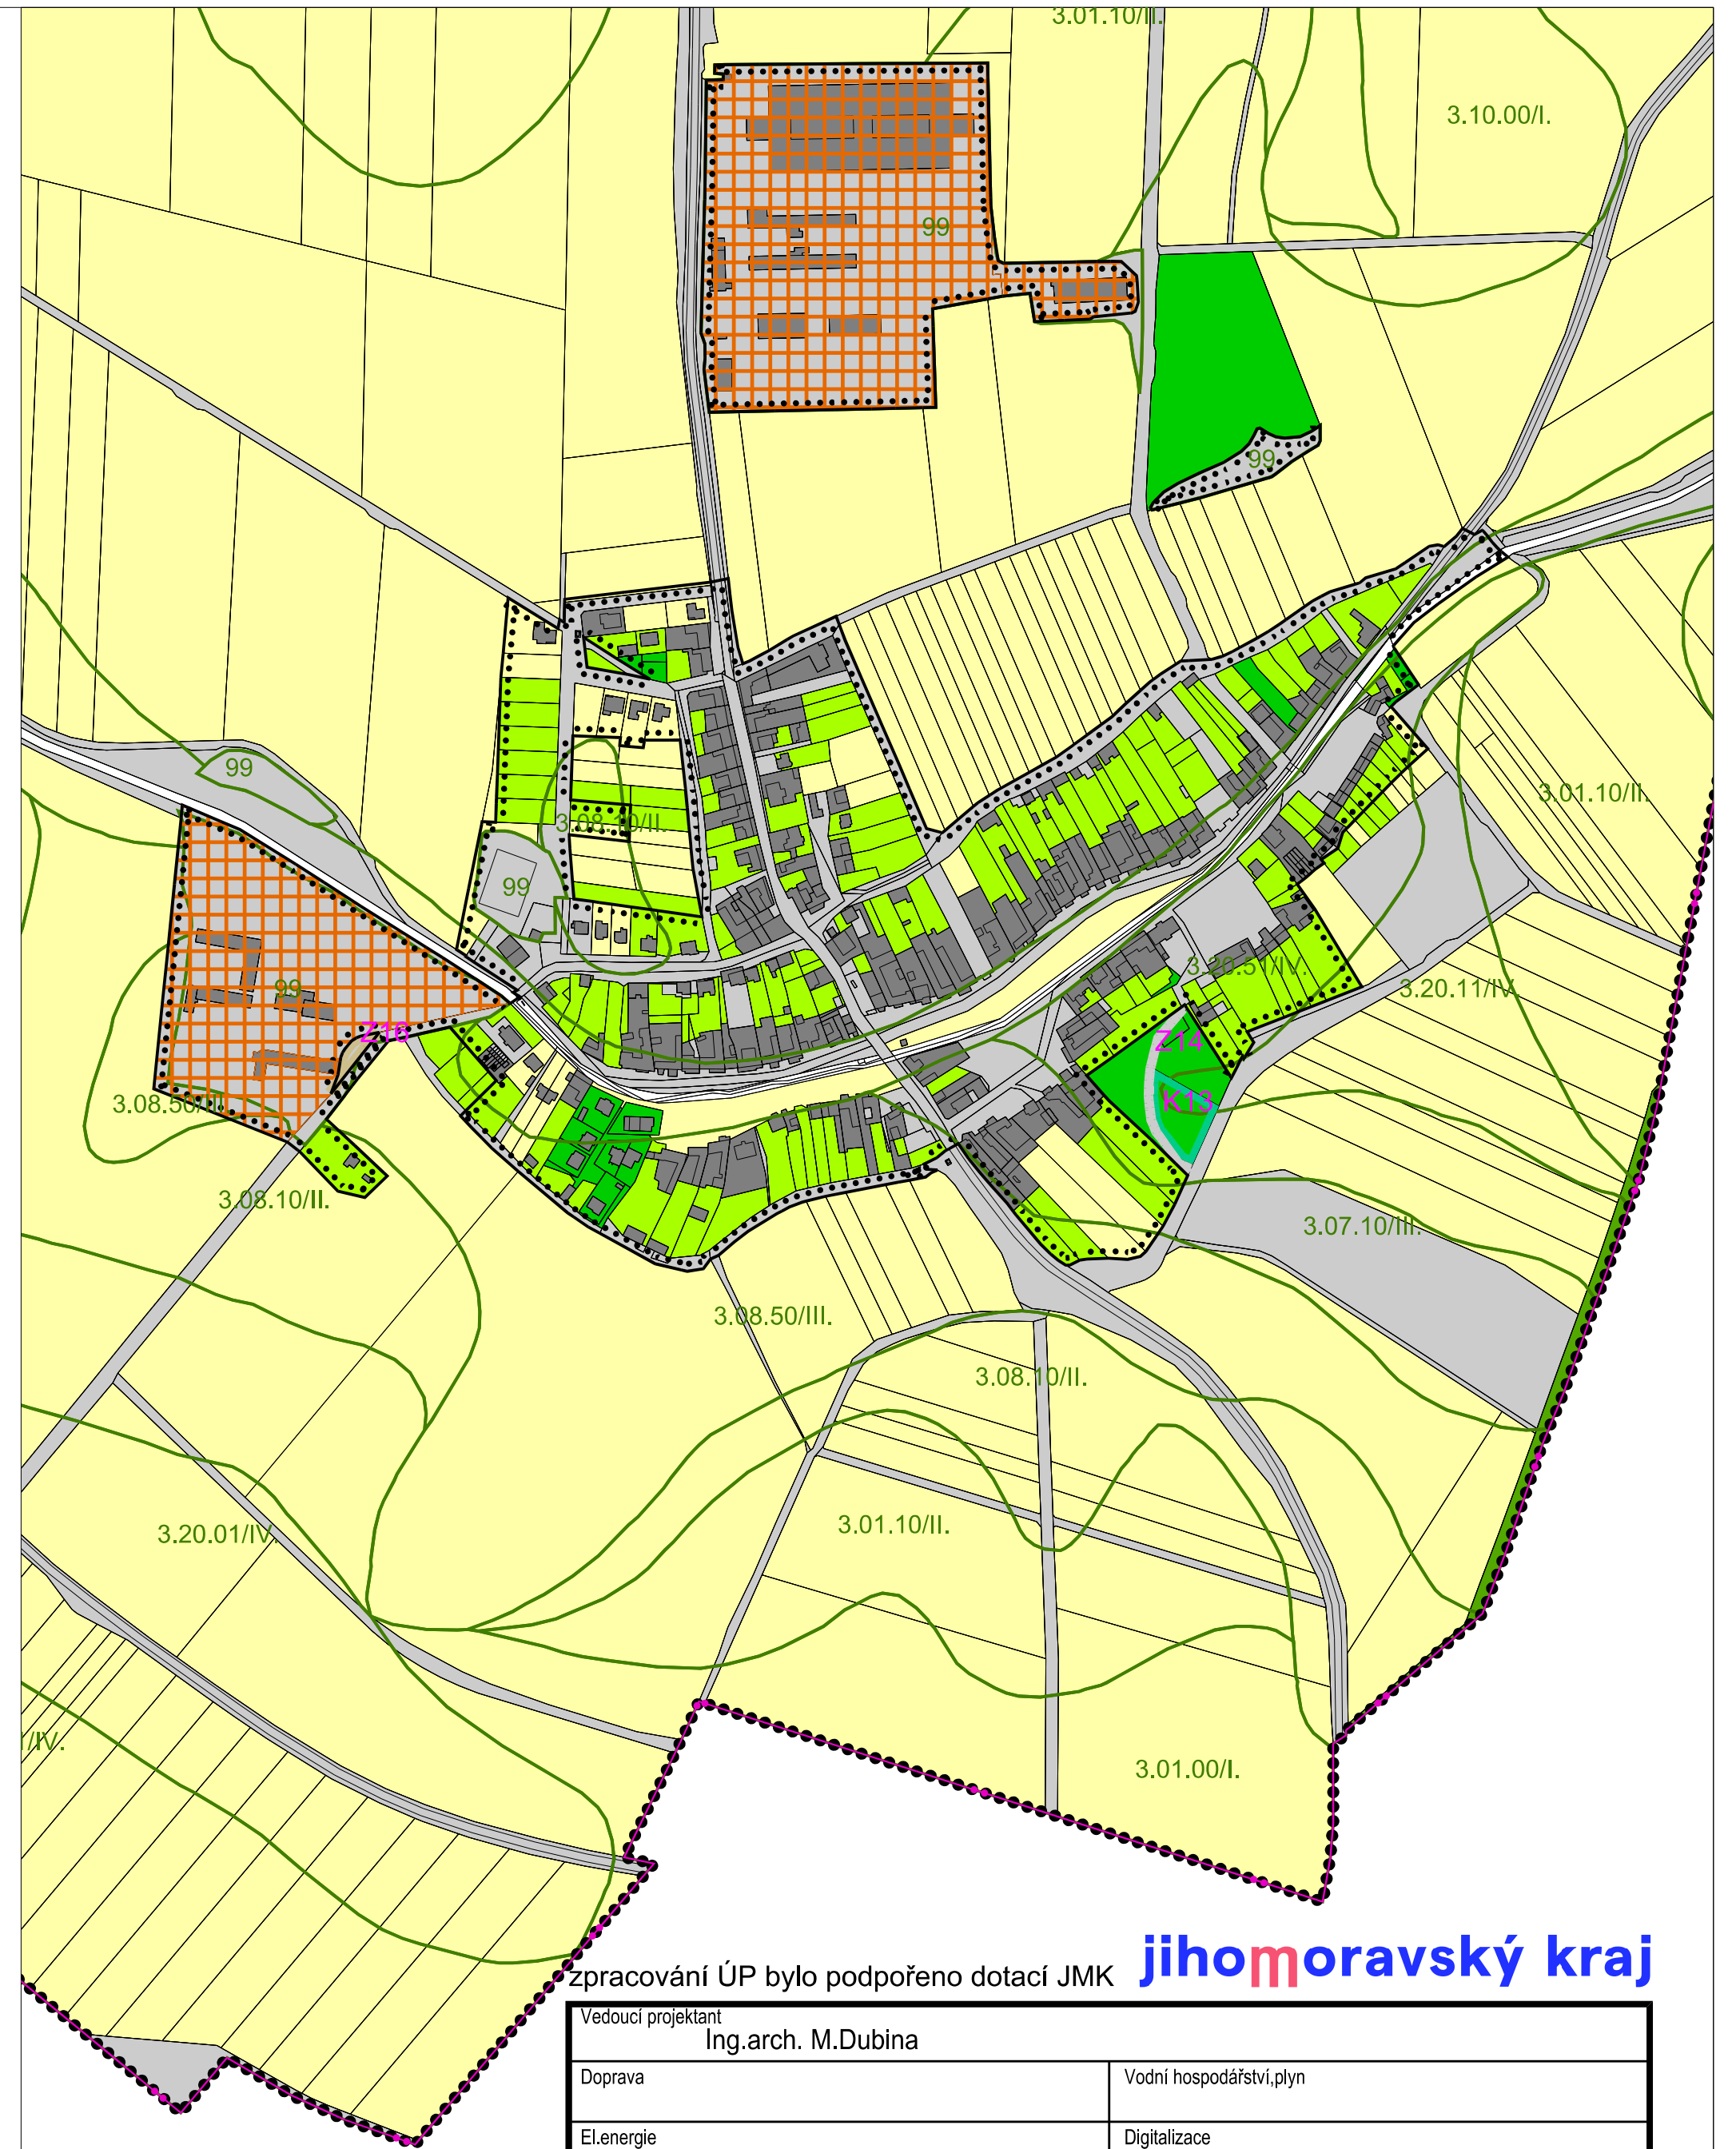 3.01.10/II.
3.10.00/I.
99
99
3.01.10/II.
99
3.08.10/II.
99
99
3.20.51/IV.
3.20.11/IV.
Z16
Z14
K13
3.08.50/III.
3.08.10/II.
3.07.10/III.
3.08.50/III.
3.08.10/II.
3.01.10/II.
3.20.01/IV.
/IV.
3.01.00/I.
zpracování ÚP bylo podpořeno dotací JMK
jihomoravský kraj
Vedoucí projektant
Ing.arch. M.Dubina
Doprava
Vodní hospodářství,plyn
El.energie
Digitalizace